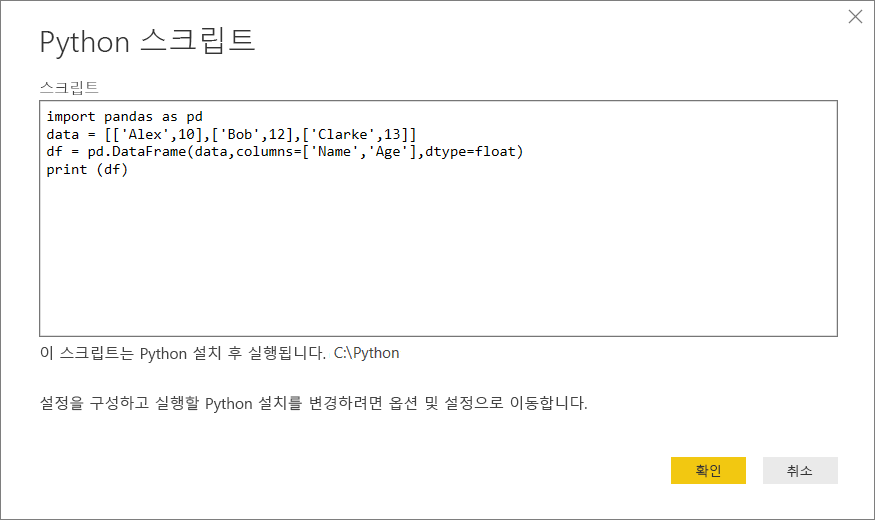 Python 스크립트
스크립트
import pandas as pd
data = [['Alex',10],['Bob',12],['Clarke',13]]
df = pd.DataFrame(data,columns=['Name','Age'],dtype=float)
print (df)
이 스크립트는 Python 설치 후 실행됩니다. C:\Python
설정을 구성하고 실행할 Python 설치를 변경하려면 옵션 및 설정으로 이동합니다.
확인 취소